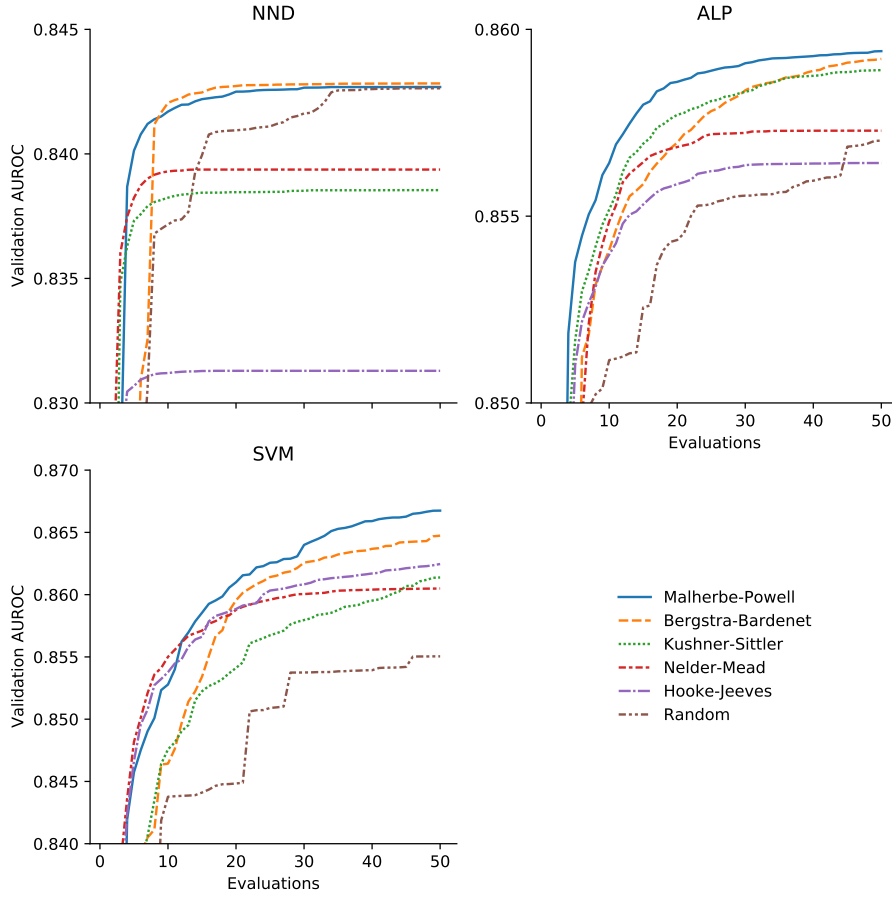 NND
0.845
0.840
0.835
0.830
Validation AUROC
ALP
0.860
0.855
0.850
0 10 20 30 40 50
Evaluations
SVM
0.870
0.865
0.860
0.855
0.850
0.845
0.840
Validation AUROC
0 10 20 30 40 50
Evaluations
Malherbe-Powell
Bergstra-Bardenet
Kushner-Sittler
Nelder-Mead
Hooke-Jeeves
Random